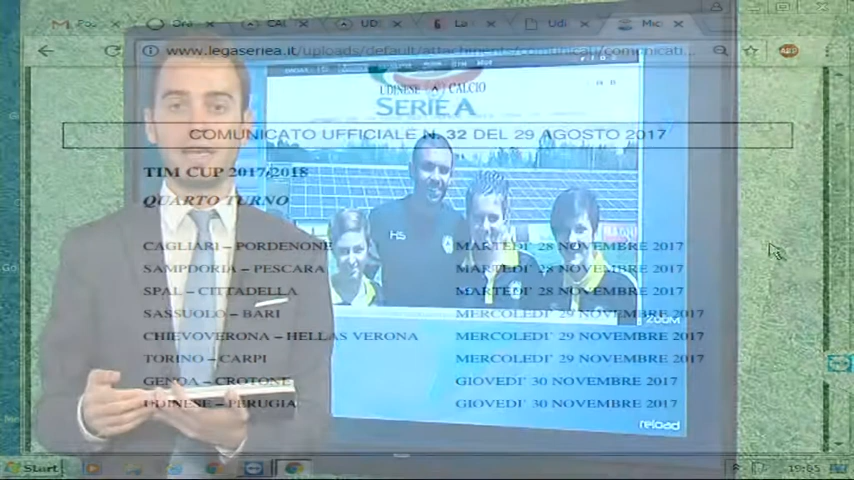 www.legaseriea.it/uploads/default/attachments/comunicati/comunicati...
UDINESE CALCIO
SERIE A
COMUNICATO UFFICIALE N. 32 DEL 29 AGOSTO 2017
TIM CUP 2017/2018
QUARTO TURNO
CAGLIARI – PORDENONE MARTEDI' 28 NOVEMBRE 2017
SAMPDORIA – PESCARA MARTEDI' 28 NOVEMBRE 2017
SPAL – CITTADELLA MARTEDI' 28 NOVEMBRE 2017
SASSUOLO – BARI MERCOLEDI' 29 NOVEMBRE 2017
CHIEVOVERONA – HELLAS VERONA MERCOLEDI' 29 NOVEMBRE 2017
TORINO – CARPI MERCOLEDI' 29 NOVEMBRE 2017
GENOA – CROTONE GIOVEDI' 30 NOVEMBRE 2017
UDINESE – PERUGIA GIOVEDI' 30 NOVEMBRE 2017
HS
ZOOM
reload
Start